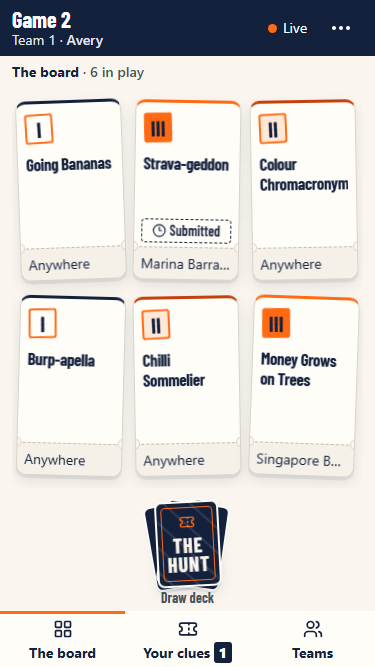 Game 2
Team 1 · Avery
Live
The board · 6 in play
I
Going Bananas
Anywhere
III
Strava-geddon
Submitted
Marina Barra...
II
Colour
Chromacronym
Anywhere
I
Burp-apella
Anywhere
II
Chilli
Sommelier
Anywhere
III
Money Grows
on Trees
Singapore B...
THE
HUNT
Draw deck
The board
Your clues 1
Teams